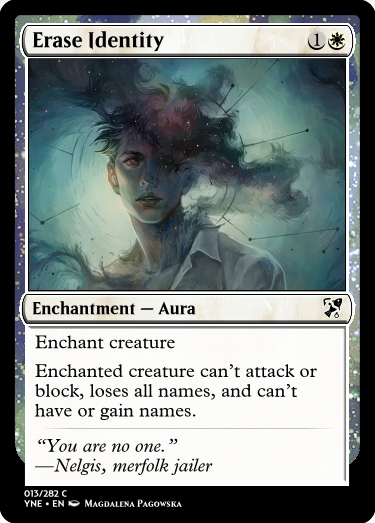 Erase Identity
1
Enchantment — Aura
Enchant creature
Enchanted creature can’t attack or
block, loses all names, and can’t
have or gain names.
“You are no one.”
—Nelgis, merfolk jailer
013/282 C
YNE • EN Magdalena Pagowska